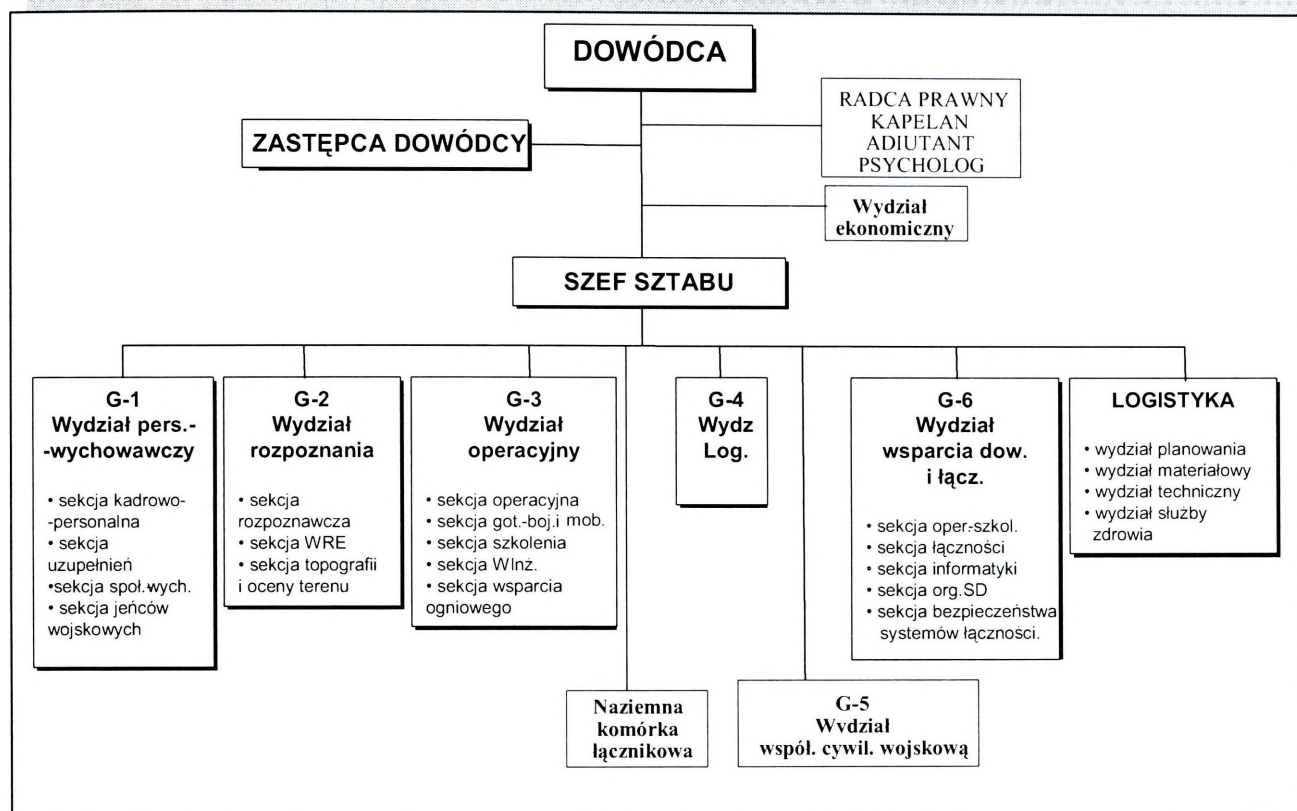 DOWÓDCA
RADCA PRAWNY
KAPELAN
ADIUTANT
PSYCHOLOG
ZASTĘPCA DOWÓDCY
Wydział
ekonomiczny
SZEF SZTABU
G-1
Wydział pers.-
-wychowawczy
• sekcja kadrowo-
-personalna
• sekcja
uzupełnień
•sekcja społ.wych.
• sekcja jeńców
wojskowych
G-2
Wydział
rozpoznania
• sekcja
rozpoznawcza
• sekcja WRE
• sekcja topografii
i oceny terenu
G-3
Wydział
operacyjny
• sekcja operacyjna
• sekcja got.-boj.i mob.
• sekcja szkolenia
• sekcja WInż.
• sekcja wsparcia
ogniowego
G-4
Wydz
Log.
G-6
Wydział
wsparcia dow.
i łącz.
• sekcja oper.-szkol.
• sekcja łączności
• sekcja informatyki
• sekcja org.SD
• sekcja bezpieczeństwa
systemów łączności.
LOGISTYKA
• wydział planowania
• wydział materiałowy
• wydział techniczny
• wydział służby
zdrowia
Naziemna
komórka
łącznikowa
G-5
Wydział
współ. cywil. wojskową